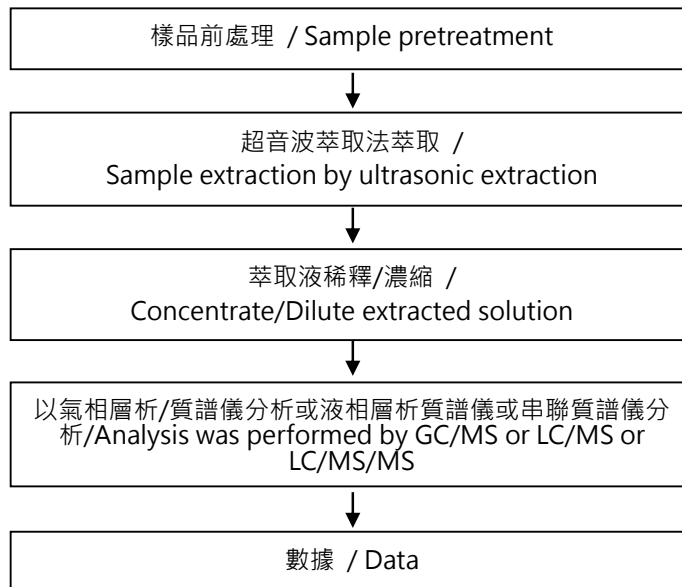 樣品前處理 / Sample pretreatment
超音波萃取法萃取 /
Sample extraction by ultrasonic extraction
萃取液稀釋/濃縮 /
Concentrate/Dilute extracted solution
以氣相層析/質譜儀分析或液相層析質譜儀或串聯質譜儀分
析/Analysis was performed by GC/MS or LC/MS or
LC/MS/MS
數據 / Data